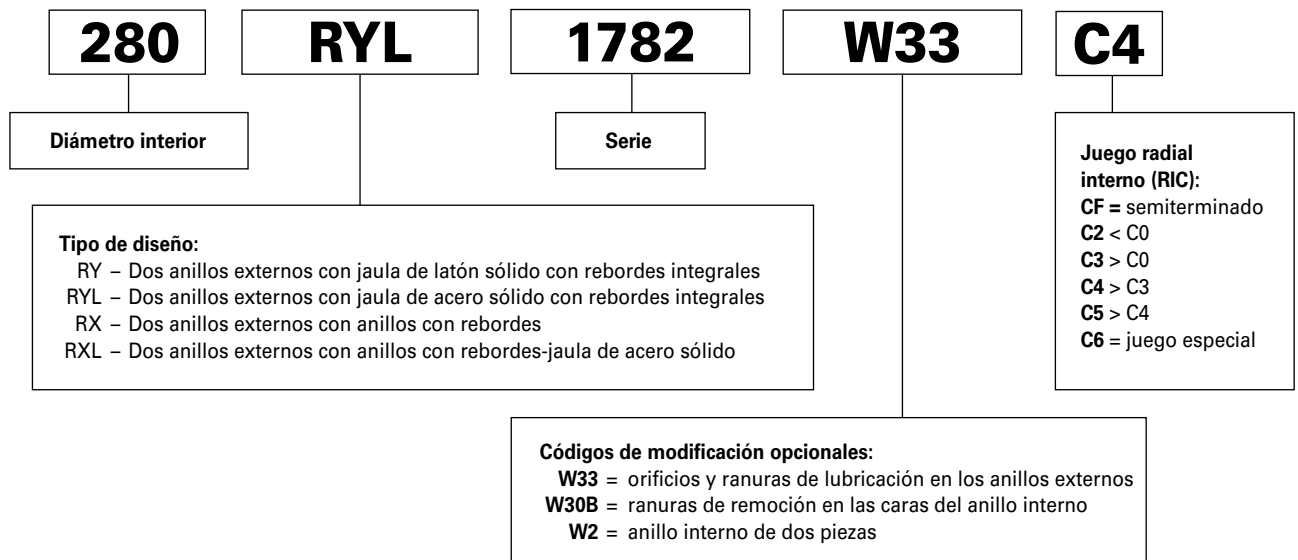 280 RYL 1782 W33 C4
Diámetro interior
Serie
Tipo de diseño:
RY – Dos anillos externos con jaula de latón sólido con rebordes integrales
RYL – Dos anillos externos con jaula de acero sólido con rebordes integrales
RX – Dos anillos externos con anillos con rebordes
RXL – Dos anillos externos con anillos con rebordes-jaula de acero sólido
Juego radial
interno (RIC):
CF = semiterminado
C2 < C0
C3 > C0
C4 > C3
C5 > C4
C6 = juego especial
Códigos de modificación opcionales:
W33 = orificios y ranuras de lubricación en los anillos externos
W30B = ranuras de remoción en las caras del anillo interno
W2 = anillo interno de dos piezas